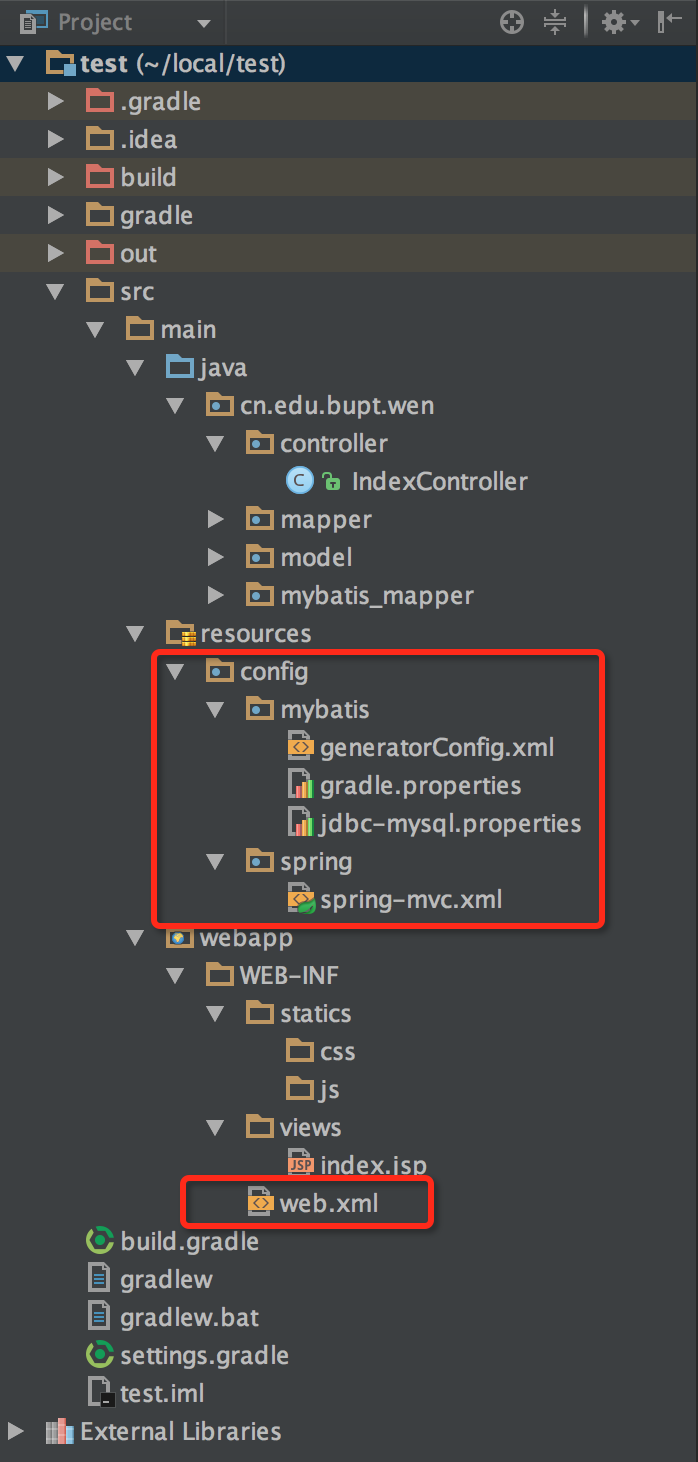 Project
test (~/local/test)
.gradle
.idea
build
gradle
out
src
main
java
cn.edu.bupt.wen
controller
C IndexController
mapper
model
mybatis_mapper
resources
config
mybatis
generatorConfig.xml
gradle.properties
jdbc-mysql.properties
spring
spring-mvc.xml
webapp
WEB-INF
statics
css
js
views
JSP index.jsp
web.xml
build.gradle
gradlew
gradlew.bat
settings.gradle
test.iml
External Libraries